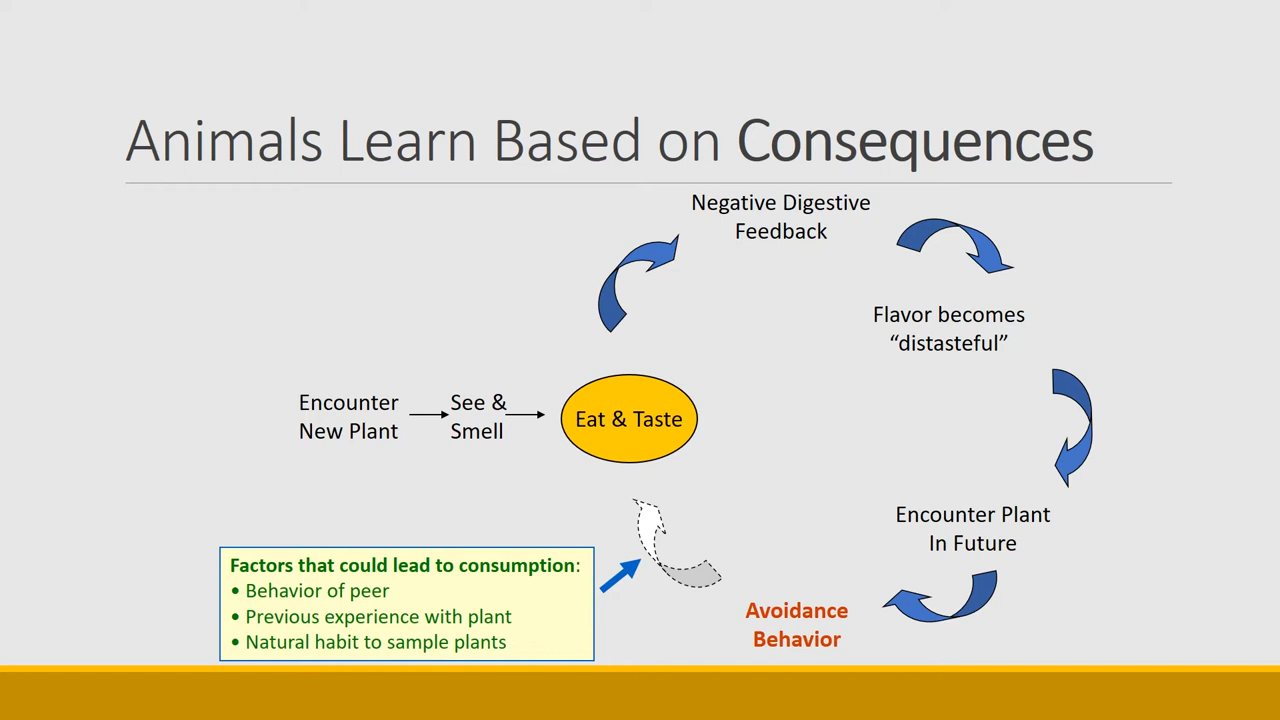 Animals Learn Based on Consequences
Negative Digestive
Feedback
Flavor becomes
“distasteful”
Encounter
New Plant
See &
Smell
Eat & Taste
Encounter Plant
In Future
Factors that could lead to consumption:
• Behavior of peer
• Previous experience with plant
• Natural habit to sample plants
Avoidance
Behavior